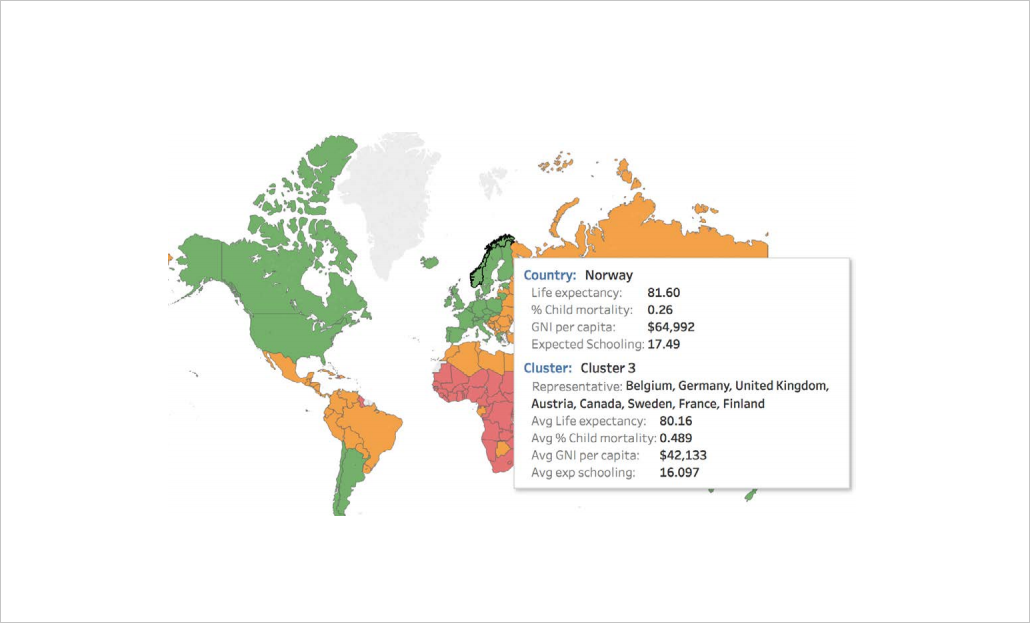 Country: Norway
Life expectancy: 81.60
% Child mortality: 0.26
GNI per capita: $64,992
Expected Schooling: 17.49
Cluster: Cluster 3
Representative: Belgium, Germany, United Kingdom,
Austria, Canada, Sweden, France, Finland
Avg Life expectancy: 80.16
Avg % Child mortality: 0.489
Avg GNI per capita: $42,133
Avg exp schooling: 16.097